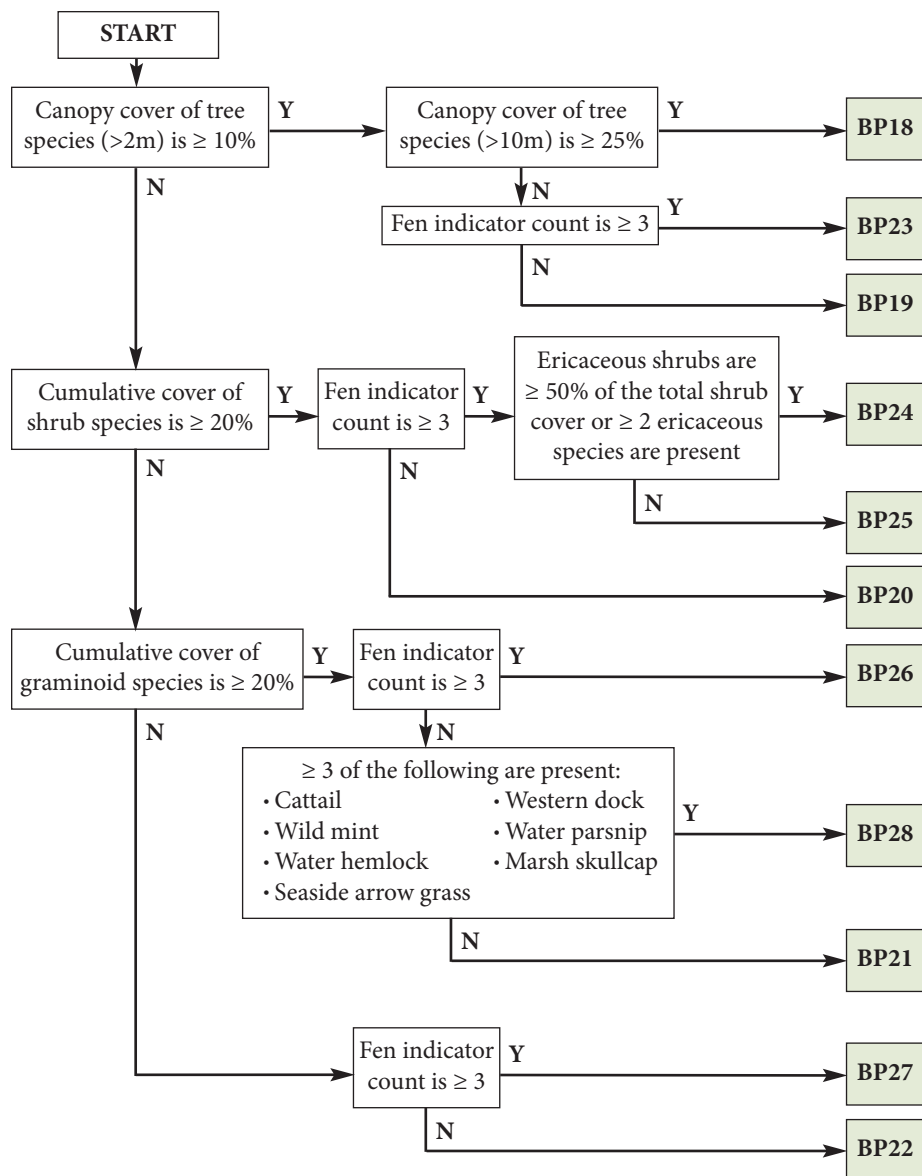 START
Canopy cover of tree
species (>2m) is ≥ 10%
Y
Canopy cover of tree
species (>10m) is ≥ 25%
Y
BP18
N
N
Fen indicator count is ≥ 3
Y
BP23
N
BP19
Cumulative cover of
shrub species is ≥ 20%
Y
Fen indicator
count is ≥ 3
Y
Ericaceous shrubs are
≥ 50% of the total shrub
cover or ≥ 2 ericaceous
species are present
Y
BP24
N
N
N
BP25
BP20
Cumulative cover of
graminoid species is ≥ 20%
Y
Fen indicator
count is ≥ 3
Y
BP26
N
N
≥ 3 of the following are present:
· Cattail
· Wild mint
· Water hemlock
· Seaside arrow grass
· Western dock
· Water parsnip
· Marsh skullcap
Y
BP28
N
BP21
Fen indicator
count is ≥ 3
Y
BP27
N
BP22